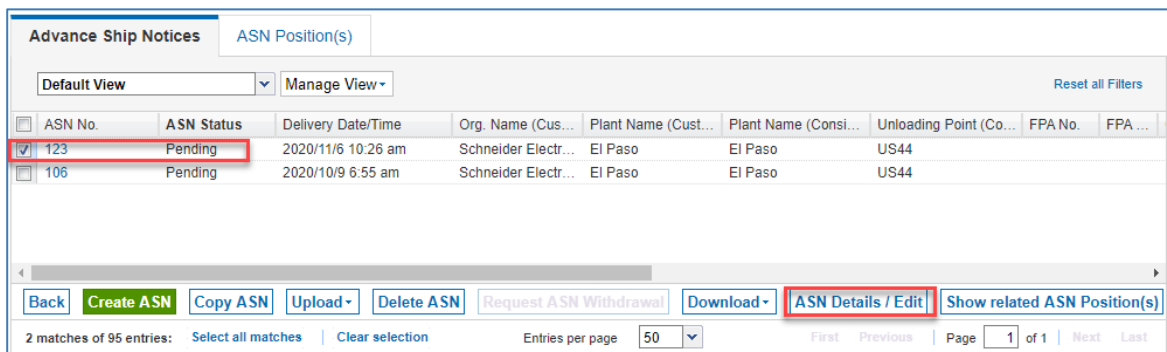 Advance Ship Notices ASN Position(s)
Default View Manage View Reset all Filters
ASN No. ASN Status Delivery Date/Time Org. Name (Cus... Plant Name (Cust... Plant Name (Consi... Unloading Point (Co... FPA No. FPA ...
123 Pending 2020/11/6 10:26 am Schneider Electr... El Paso El Paso US44
106 Pending 2020/10/9 6:55 am Schneider Electr... El Paso El Paso US44
Back Create ASN Copy ASN Upload Delete ASN Request ASN Withdrawal Download ASN Details / Edit Show related ASN Position(s)
2 matches of 95 entries: Select all matches Clear selection Entries per page 50 First Previous Page 1 of 1 Next Last